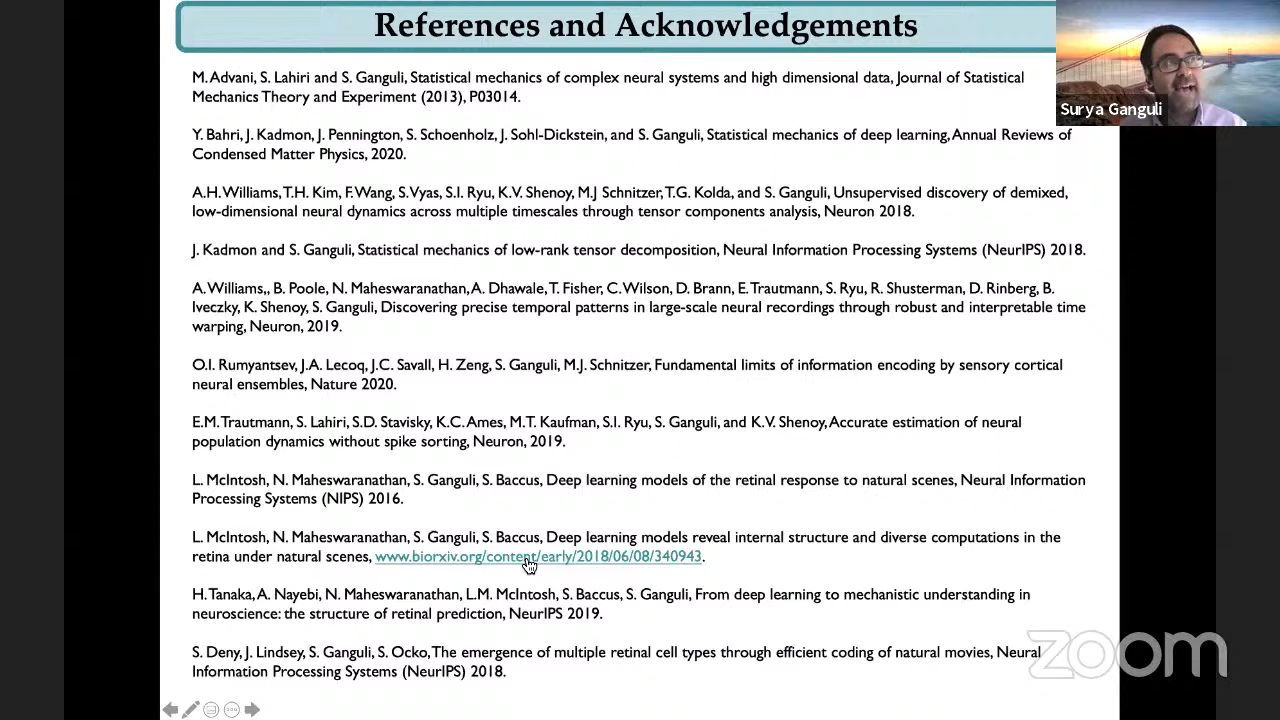 References and Acknowledgements
M. Advani, S. Lahiri and S. Ganguli, Statistical mechanics of complex neural systems and high dimensional data, Journal of Statistical
Mechanics Theory and Experiment (2013), P03014.
Surya Ganguli
Y. Bahri, J. Kadmon, J. Pennington, S. Schoenholz, J. Sohl-Dickstein, and S. Ganguli, Statistical mechanics of deep learning, Annual Reviews of
Condensed Matter Physics, 2020.
A.H. Williams, T.H. Kim, F. Wang, S. Vyas, S.I. Ryu, K.V. Shenoy, M.J Schnitzer, T.G. Kolda, and S. Ganguli, Unsupervised discovery of demixed,
low-dimensional neural dynamics across multiple timescales through tensor components analysis, Neuron 2018.
J. Kadmon and S. Ganguli, Statistical mechanics of low-rank tensor decomposition, Neural Information Processing Systems (NeurIPS) 2018.
A. Williams,, B. Poole, N. Maheswaranathan, A. Dhawale, T. Fisher, C. Wilson, D. Brann, E. Trautmann, S. Ryu, R. Shusterman, D. Rinberg, B.
Iveczky, K. Shenoy, S. Ganguli, Discovering precise temporal patterns in large-scale neural recordings through robust and interpretable time
warping, Neuron, 2019.
O.I. Rumyantsev, J.A. Lecoq, J.C. Savall, H. Zeng, S. Ganguli, M.J. Schnitzer, Fundamental limits of information encoding by sensory cortical
neural ensembles, Nature 2020.
E.M. Trautmann, S. Lahiri, S.D. Stavisky, K.C. Ames, M.T. Kaufman, S.I. Ryu, S. Ganguli, and K.V. Shenoy, Accurate estimation of neural
population dynamics without spike sorting, Neuron, 2019.
L. McIntosh, N. Maheswaranathan, S. Ganguli, S. Baccus, Deep learning models of the retinal response to natural scenes, Neural Information
Processing Systems (NIPS) 2016.
L. McIntosh, N. Maheswaranathan, S. Ganguli, S. Baccus, Deep learning models reveal internal structure and diverse computations in the
retina under natural scenes, www.biorxiv.org/content/early/2018/06/08/340943.
H. Tanaka, A. Nayebi, N. Maheswaranathan, L.M. McIntosh, S. Baccus, S. Ganguli, From deep learning to mechanistic understanding in
neuroscience: the structure of retinal prediction, NeurIPS 2019.
S. Deny, J. Lindsey, S. Ganguli, S. Ocko, The emergence of multiple retinal cell types through efficient coding of natural movies, Neural
Information Processing Systems (NeurIPS) 2018.
zoom